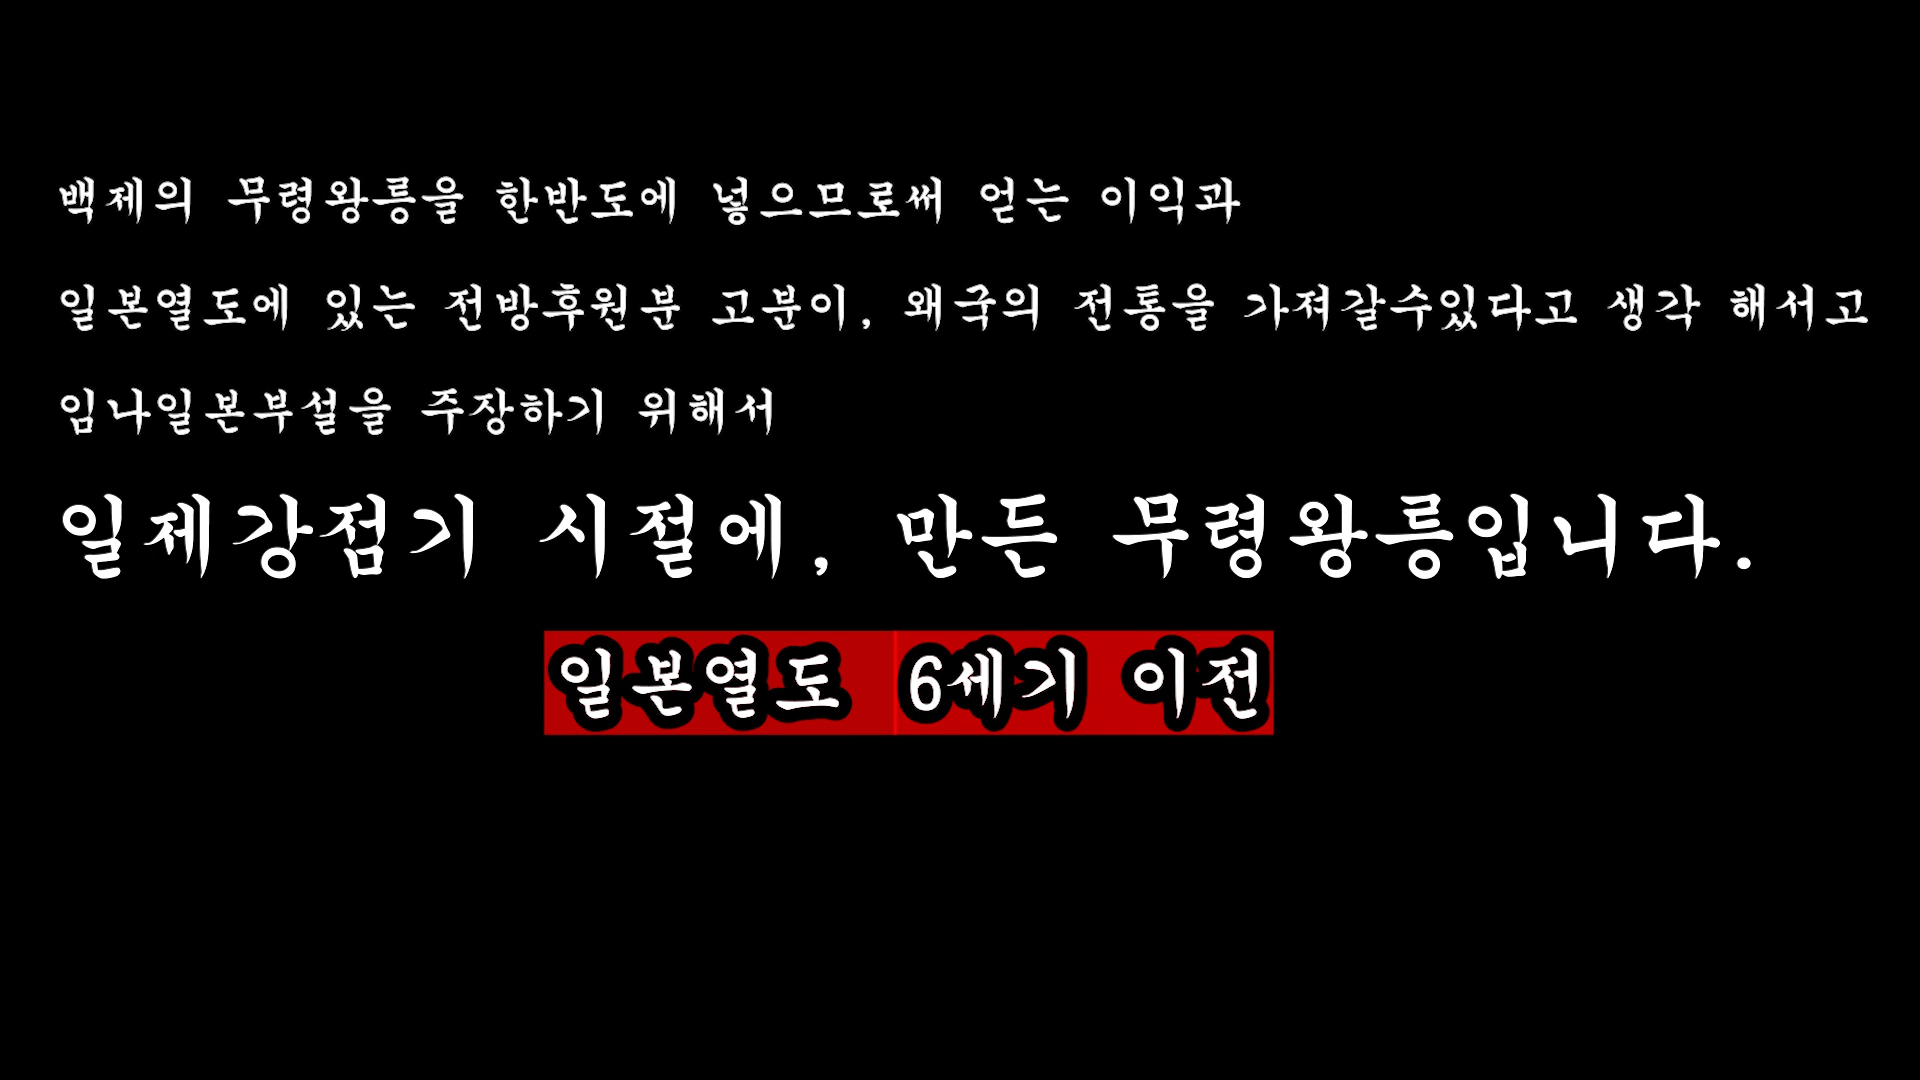 백제의 무령왕릉을 한반도에 넣으므로써 얻는 이익과
일본열도에 있는 전방후원분 고분이, 왜국의 전통을 가져갈수있다고 생각 해서고
임나일본부설을 주장하기 위해서
일제강점기 시절에, 만든 무령왕릉입니다.
일본열도 6세기 이전